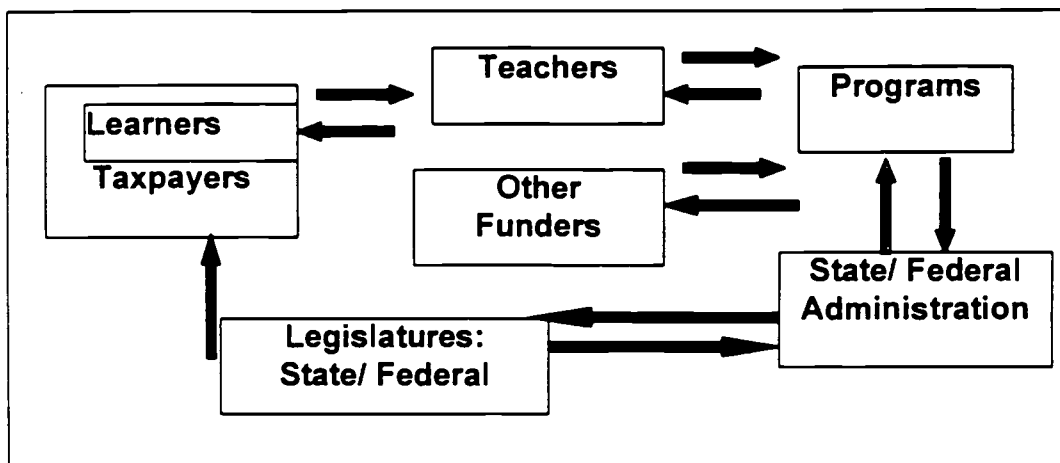 Teachers
Programs
Learners
Taxpayers
Other
Funders
State/ Federal
Administration
Legislatures:
State/ Federal